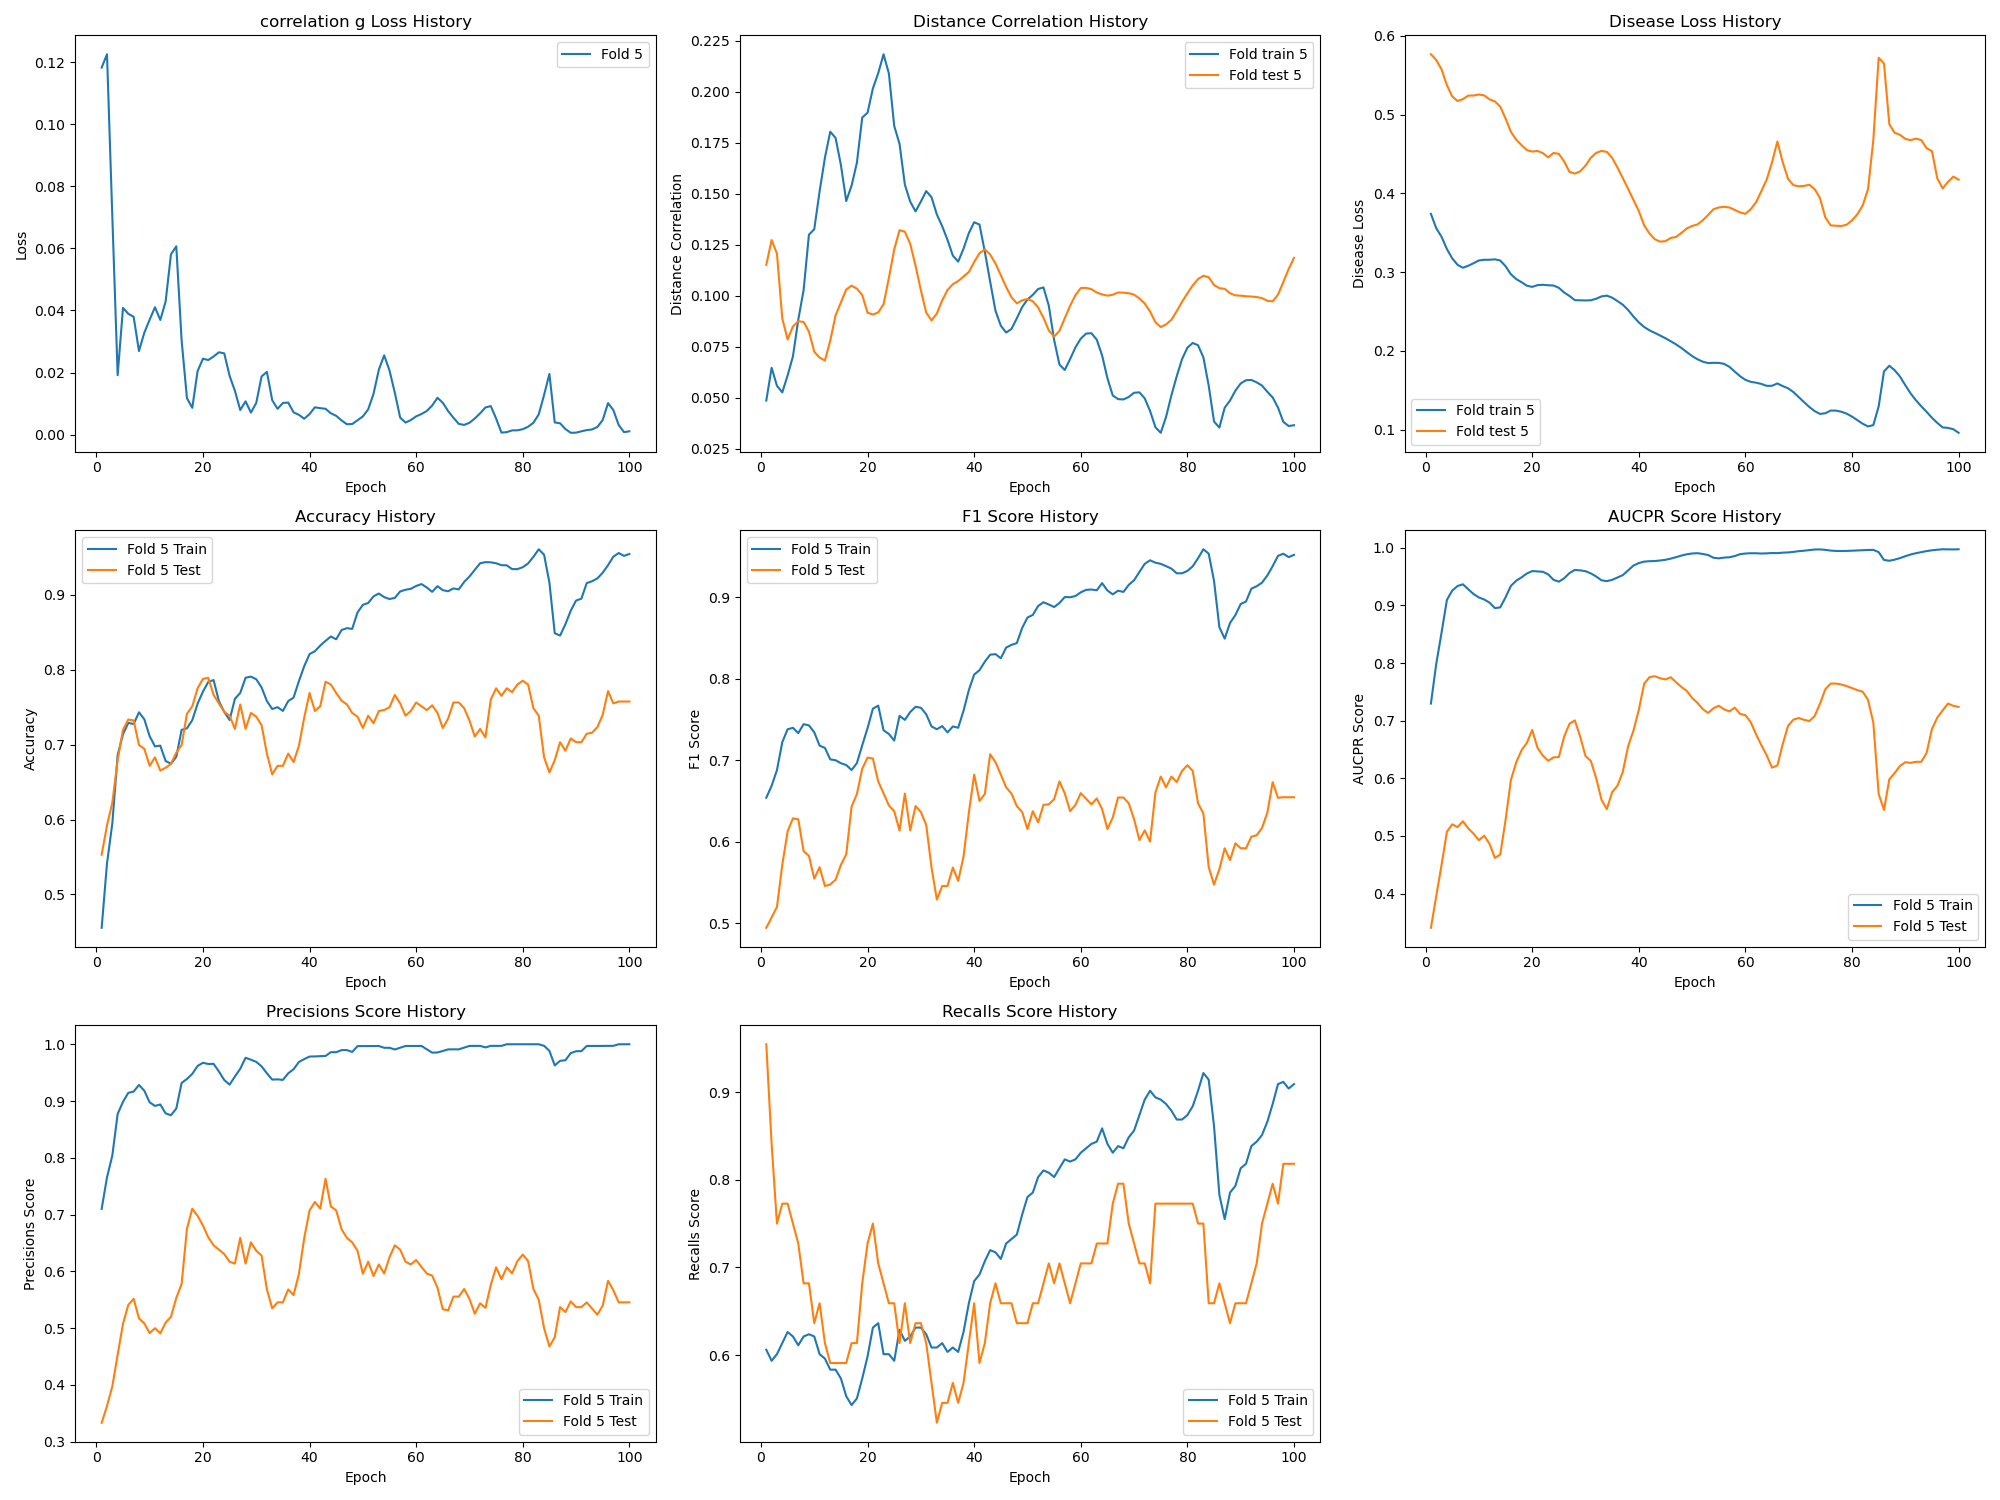 correlation g Loss History
Fold 5
0.12
0.10
0.08
0.06
0.04
0.02
0.00
Loss
0 20 40 60 80 100
Epoch
Distance Correlation History
Fold train 5
Fold test 5
0.225
0.200
0.175
0.150
0.125
0.100
0.075
0.050
0.025
Distance Correlation
0 20 40 60 80 100
Epoch
Disease Loss History
0.6
0.5
0.4
0.3
0.2
0.1
Disease Loss
Fold train 5
Fold test 5
0 20 40 60 80 100
Epoch
Accuracy History
Fold 5 Train
Fold 5 Test
0.9
0.8
0.7
0.6
0.5
Accuracy
0 20 40 60 80 100
Epoch
F1 Score History
Fold 5 Train
Fold 5 Test
0.9
0.8
0.7
0.6
0.5
F1 Score
0 20 40 60 80 100
Epoch
AUCPR Score History
1.0
0.9
0.8
0.7
0.6
0.5
0.4
AUCPR Score
Fold 5 Train
Fold 5 Test
0 20 40 60 80 100
Epoch
Precisions Score History
1.0
0.9
0.8
0.7
0.6
0.5
0.4
0.3
Precisions Score
Fold 5 Train
Fold 5 Test
0 20 40 60 80 100
Epoch
Recalls Score History
0.9
0.8
0.7
0.6
Recalls Score
Fold 5 Train
Fold 5 Test
0 20 40 60 80 100
Epoch